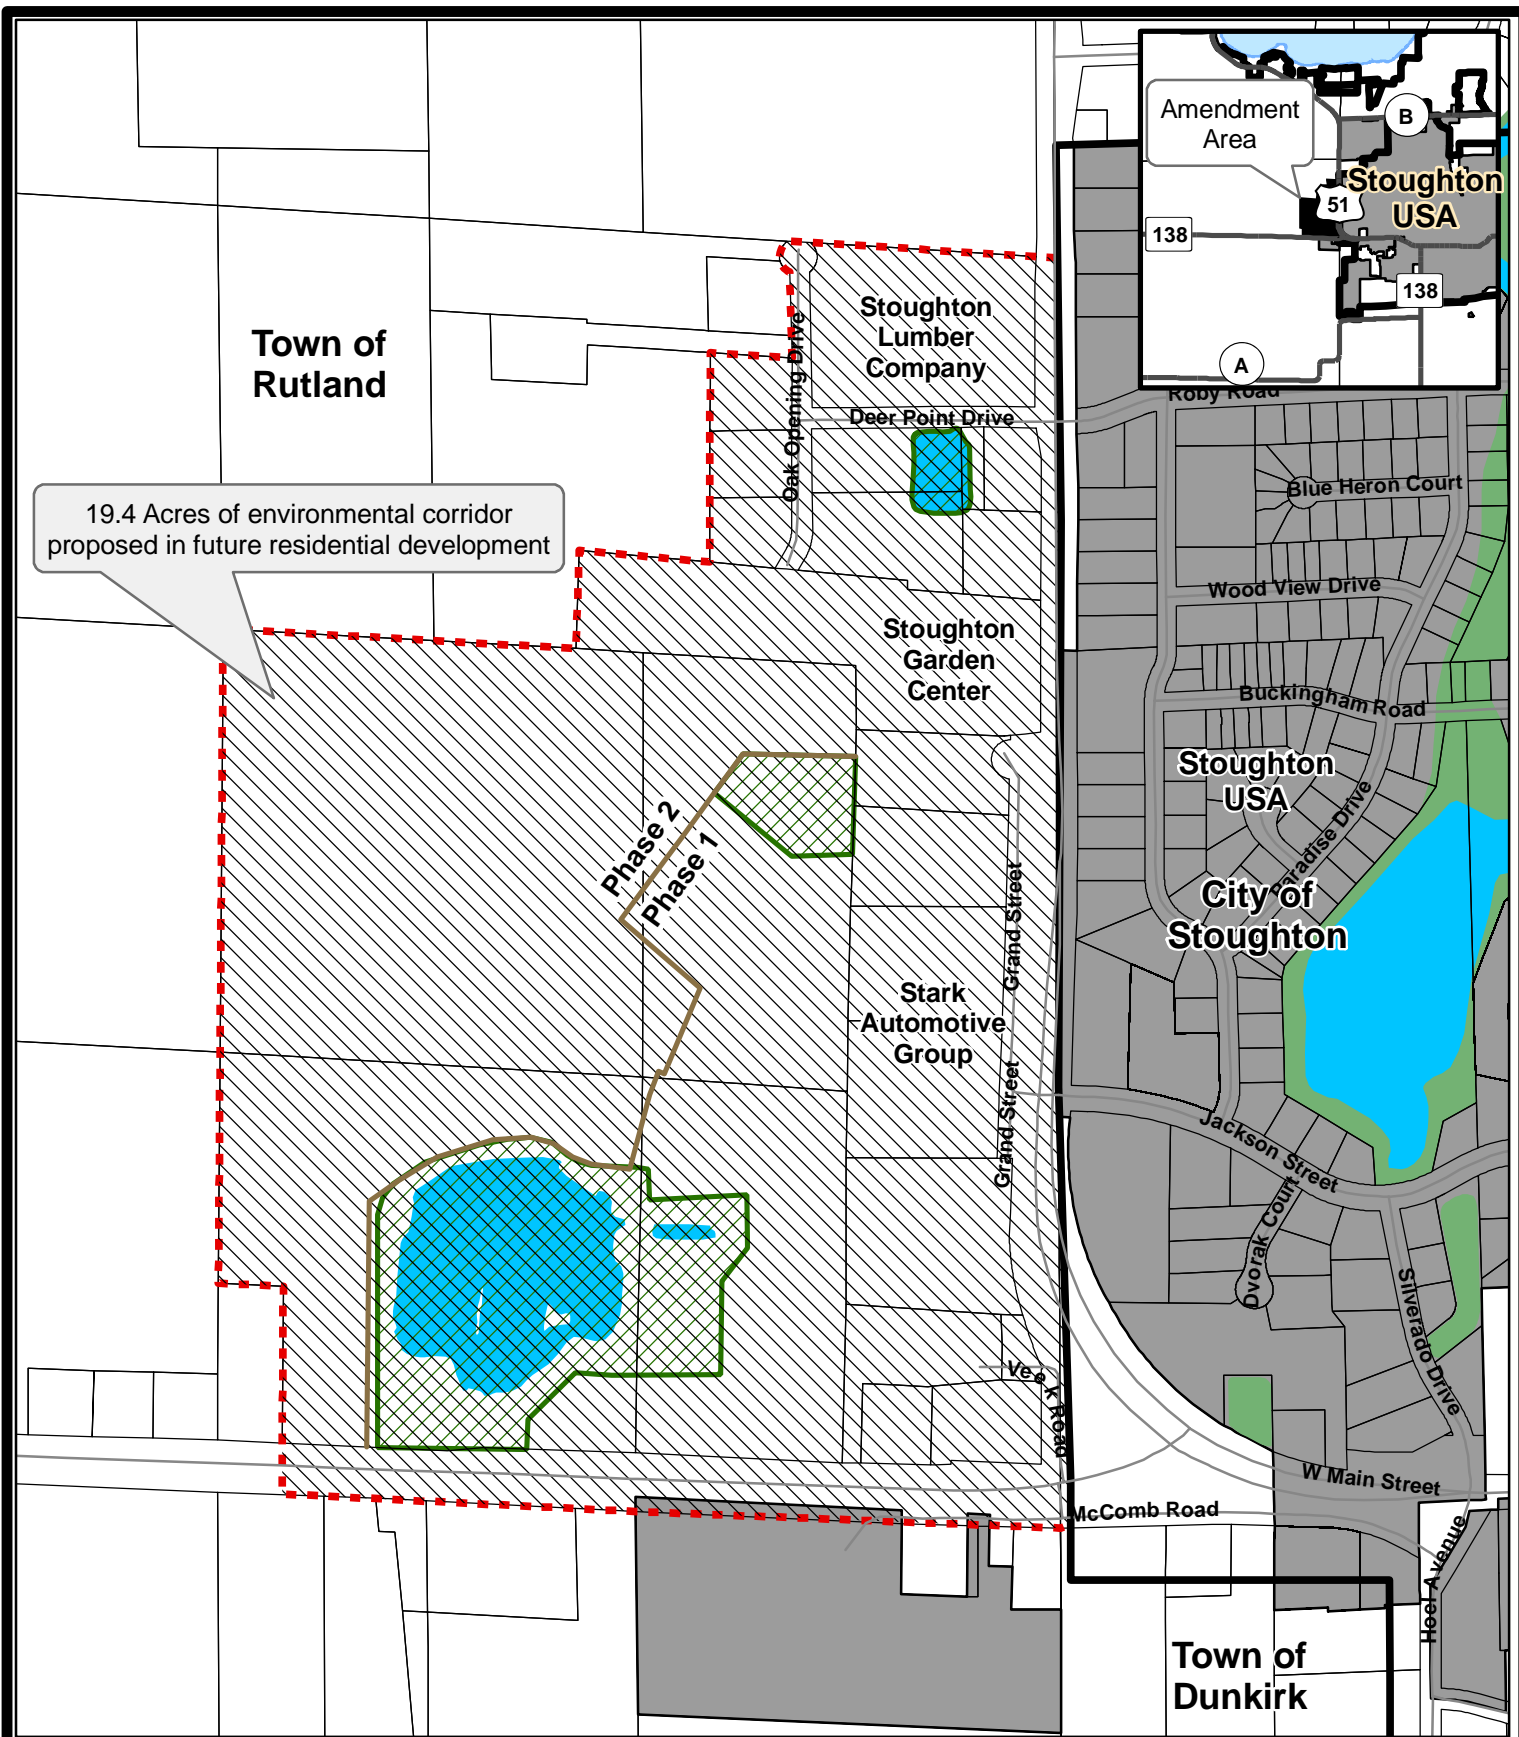 Amendment
Area
B
Stoughton
USA
51
138
138
A
Town of
Rutland
Stoughton
Lumber
Company
Oak Opening Drive
Deer Point Drive
Roby Road
Blue Heron Court
19.4 Acres of environmental corridor
proposed in future residential development
Wood View Drive
Stoughton
Garden
Center
Buckingham Road
Stoughton
USA
Paradise Drive
Phase 2
Phase 1
City of
Stoughton
Grand Street
Stark
Automotive
Group
Grand Street
Jackson Street
Dvorak Court
Silverado Drive
Veek Road
W Main Street
McComb Road
Hoel Avenue
Town of
Dunkirk